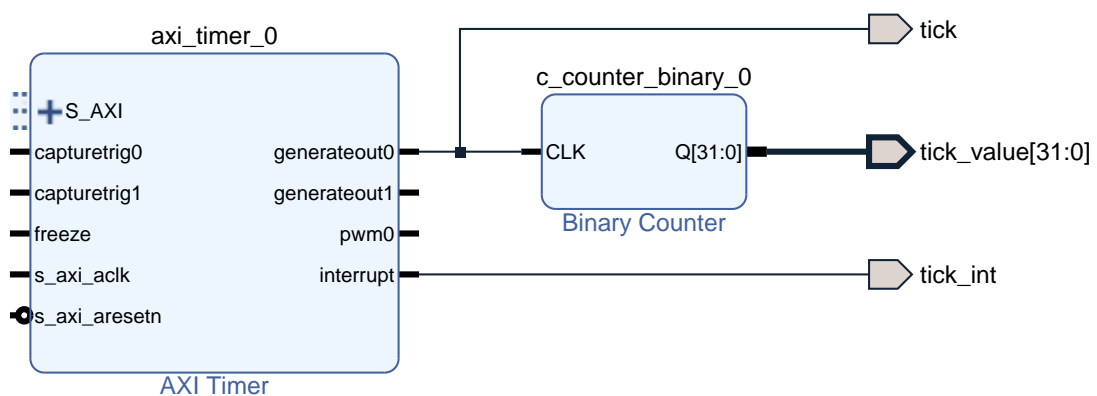 axi_timer_0
S_AXI
capturetrig0
capturetrig1
freeze
s_axi_aclk
s_axi_aresetn
generateout0
generateout1
pwm0
interrupt
AXI Timer
c_counter_binary_0
CLK
Q[31:0]
Binary Counter
tick
tick_value[31:0]
tick_int